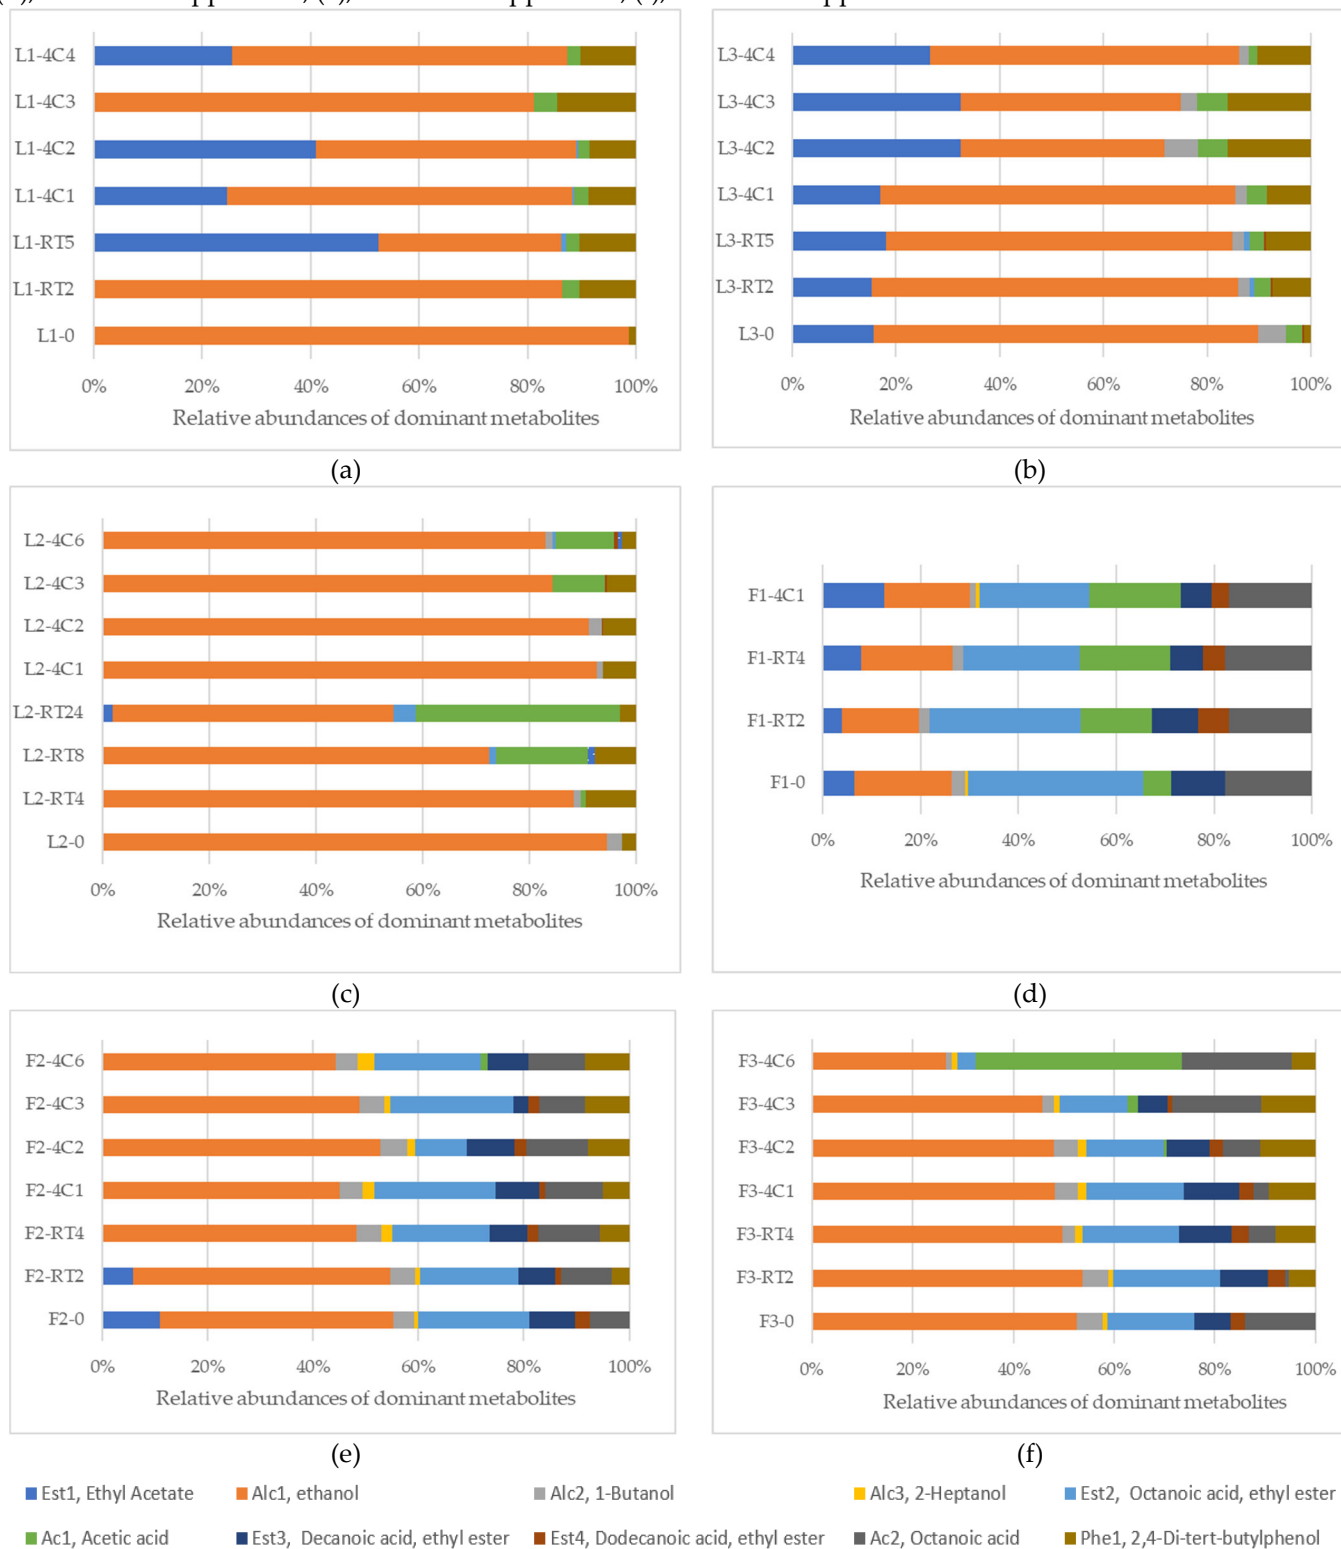 L1-4C4
L1-4C3
L1-4C2
L1-4C1
L1-RT5
L1-RT2
L1-0
0% 20% 40% 60% 80% 100%
Relative abundances of dominant metabolites
(a)
L3-4C4
L3-4C3
L3-4C2
L3-4C1
L3-RT5
L3-RT2
L3-0
0% 20% 40% 60% 80% 100%
Relative abundances of dominant metabolites
(b)
L2-4C6
L2-4C3
L2-4C2
L2-4C1
L2-RT24
L2-RT8
L2-RT4
L2-0
0% 20% 40% 60% 80% 100%
Relative abundances of dominant metabolites
(c)
F1-4C1
F1-RT4
F1-RT2
F1-0
0% 20% 40% 60% 80% 100%
Relative abundances of dominant metabolites
(d)
F2-4C6
F2-4C3
F2-4C2
F2-4C1
F2-RT4
F2-RT2
F2-0
0% 20% 40% 60% 80% 100%
Relative abundances of dominant metabolites
(e)
F3-4C6
F3-4C3
F3-4C2
F3-4C1
F3-RT4
F3-RT2
F3-0
0% 20% 40% 60% 80% 100%
Relative abundances of dominant metabolites
(f)
Est1, Ethyl Acetate Alc1, ethanol Alc2, 1-Butanol Alc3, 2-Heptanol Est2, Octanoic acid, ethyl ester
Ac1, Acetic acid Est3, Decanoic acid, ethyl ester Est4, Dodecanoic acid, ethyl ester Ac2, Octanoic acid Phe1, 2,4-Di-tert-butylphenol